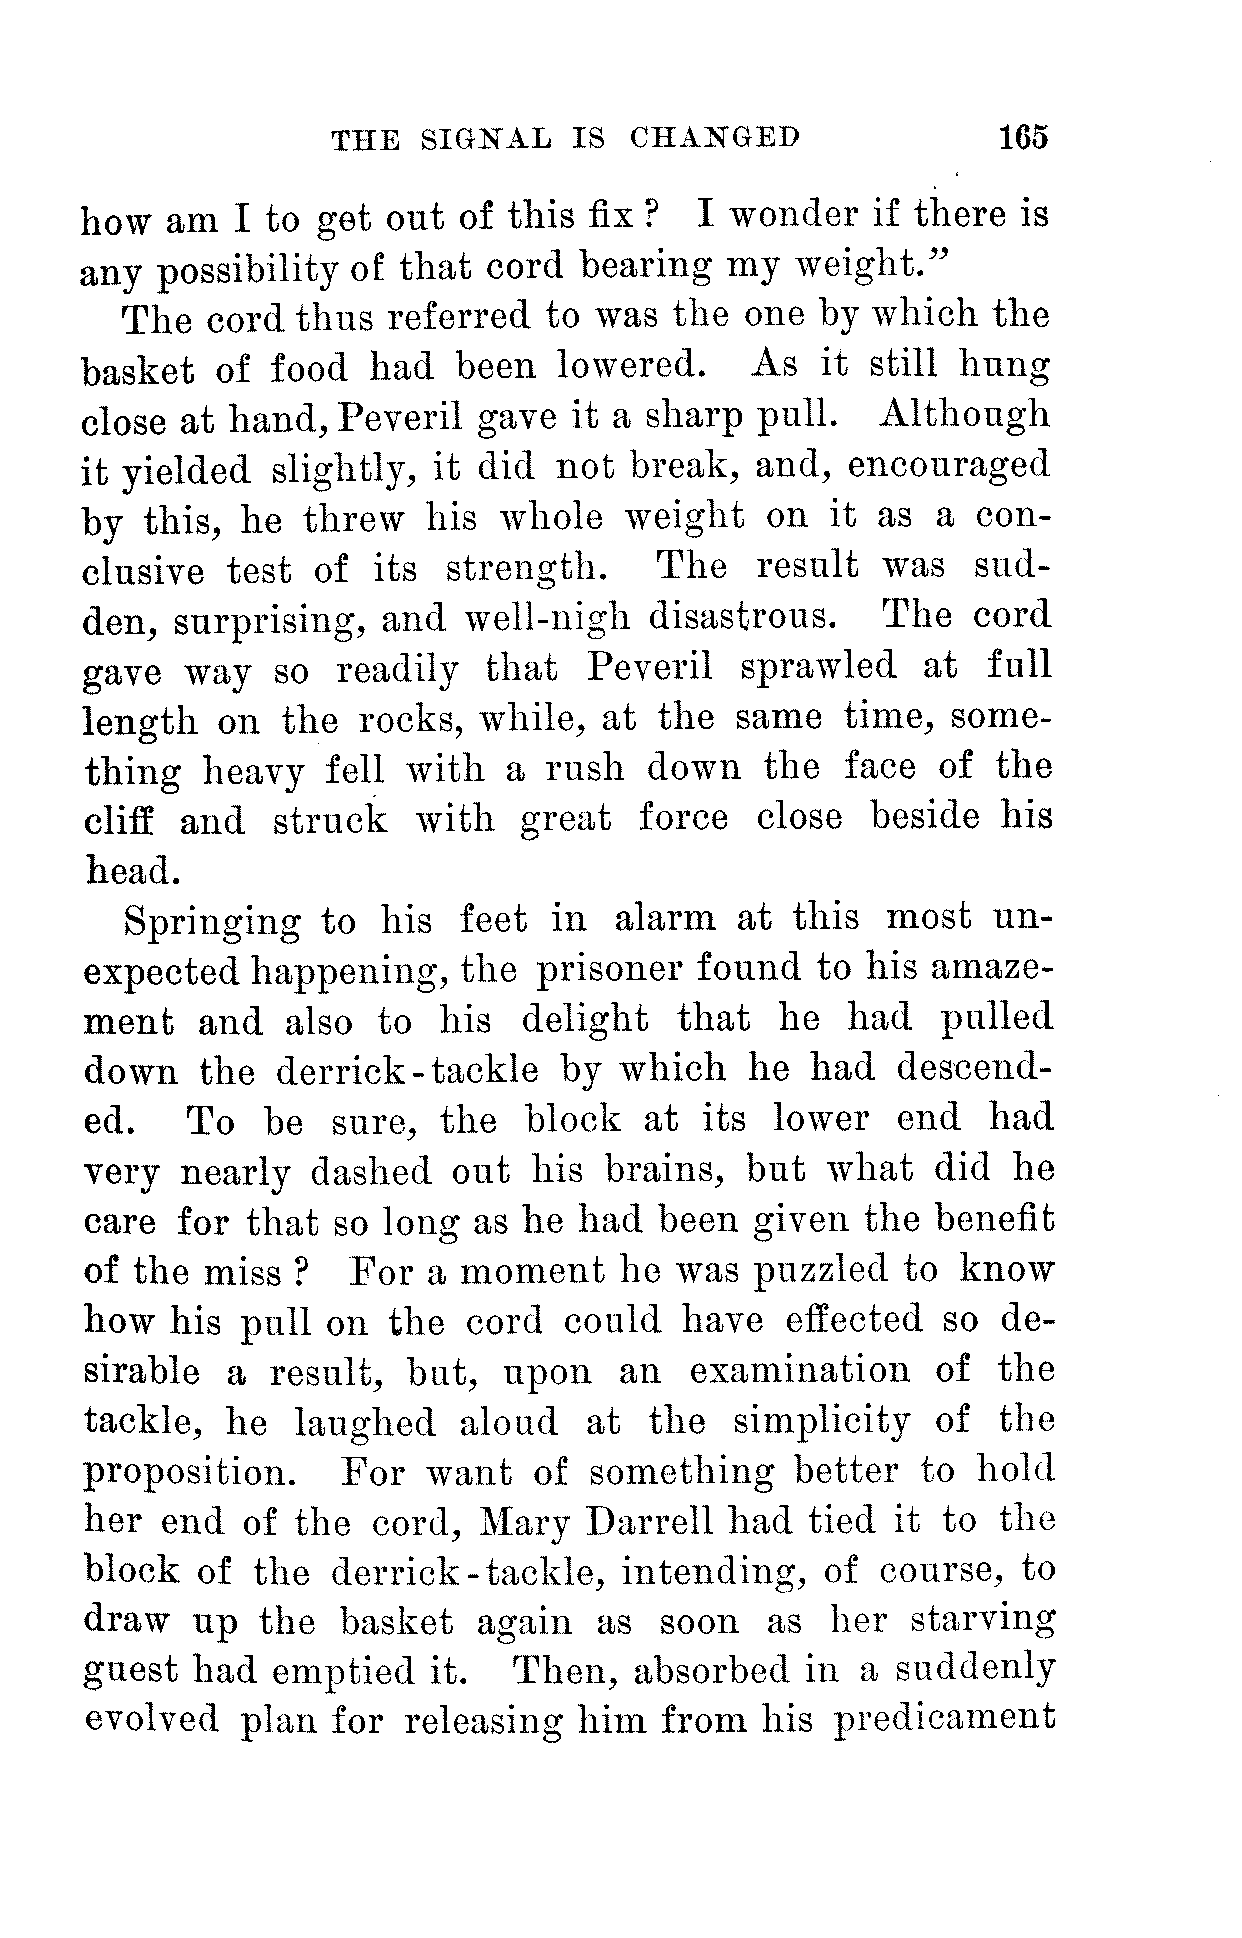 THE SIGNAL IS CHANGED 165
how am I to get out of this fix? I wonder if there is
any possibility of that cord bearing my weight.”
The cord thus referred to was the one by which the
basket of food had been lowered. As it still hung
close at hand, Peveril gave it a sharp pull. Although
it yielded slightly, it did not break, and, encouraged
by this, he threw his whole weight on it as a con-
clusive test of its strength. The result was sud-
den, surprising, and well-nigh disastrous. The cord
gave way so readily that Peveril sprawled at full
length on the rocks, while, at the same time, some-
thing heavy fell with a rush down the face of the
cliff and struck with great force close beside his
head.
Springing to his feet in alarm at this most un-
expected happening, the prisoner found to his amaze-
ment and also to his delight that he had pulled
down the derrick-tackle by which he had descend-
ed. To be sure, the block at its lower end had
very nearly dashed out his brains, but what did he
care for that so long as he had been given the benefit
of the miss? For a moment he was puzzled to know
how his pull on the cord could have effected so de-
sirable a result, but, upon an examination of the
tackle, he laughed aloud at the simplicity of the
proposition. For want of something better to hold
her end of the cord, Mary Darrell had tied it to the
block of the derrick-tackle, intending, of course, to
draw up the basket again as soon as her starving
guest had emptied it. Then, absorbed in a suddenly
evolved plan for releasing him from his predicament